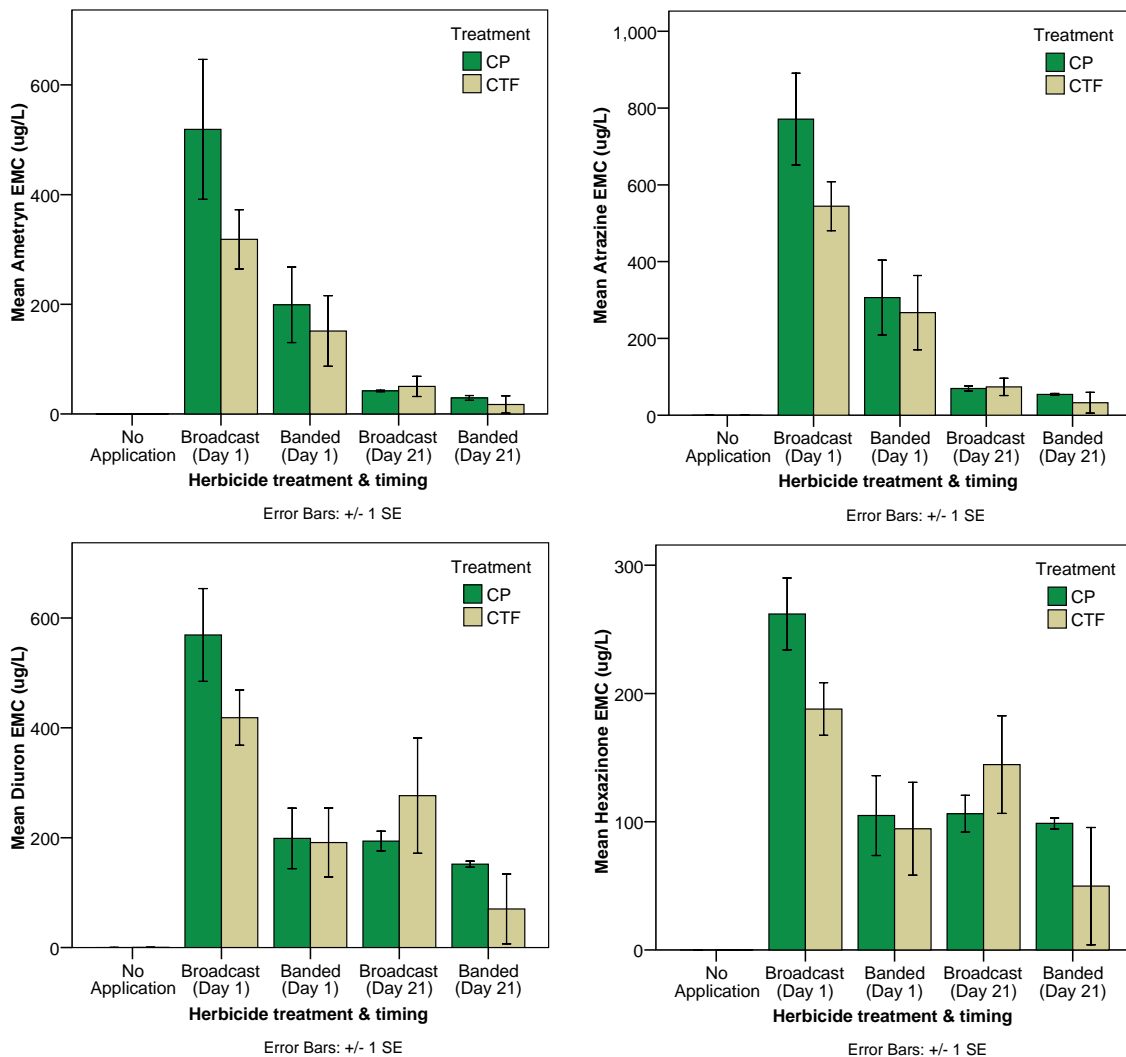 Mean Ametryn EMC (ug/L)
600
400
200
0
Treatment
CP
CTF
No Application
Broadcast (Day 1)
Banded (Day 1)
Broadcast (Day 21)
Banded (Day 21)
Herbicide treatment & timing
Error Bars: +/- 1 SE
Mean Atrazine EMC (ug/L)
1,000
800
600
400
200
0
Treatment
CP
CTF
No Application
Broadcast (Day 1)
Banded (Day 1)
Broadcast (Day 21)
Banded (Day 21)
Herbicide treatment & timing
Error Bars: +/- 1 SE
Mean Diuron EMC (ug/L)
600
400
200
0
Treatment
CP
CTF
No Application
Broadcast (Day 1)
Banded (Day 1)
Broadcast (Day 21)
Banded (Day 21)
Herbicide treatment & timing
Error Bars: +/- 1 SE
Mean Hexazinone EMC (ug/L)
300
200
100
0
Treatment
CP
CTF
No Application
Broadcast (Day 1)
Banded (Day 1)
Broadcast (Day 21)
Banded (Day 21)
Herbicide treatment & timing
Error Bars: +/- 1 SE